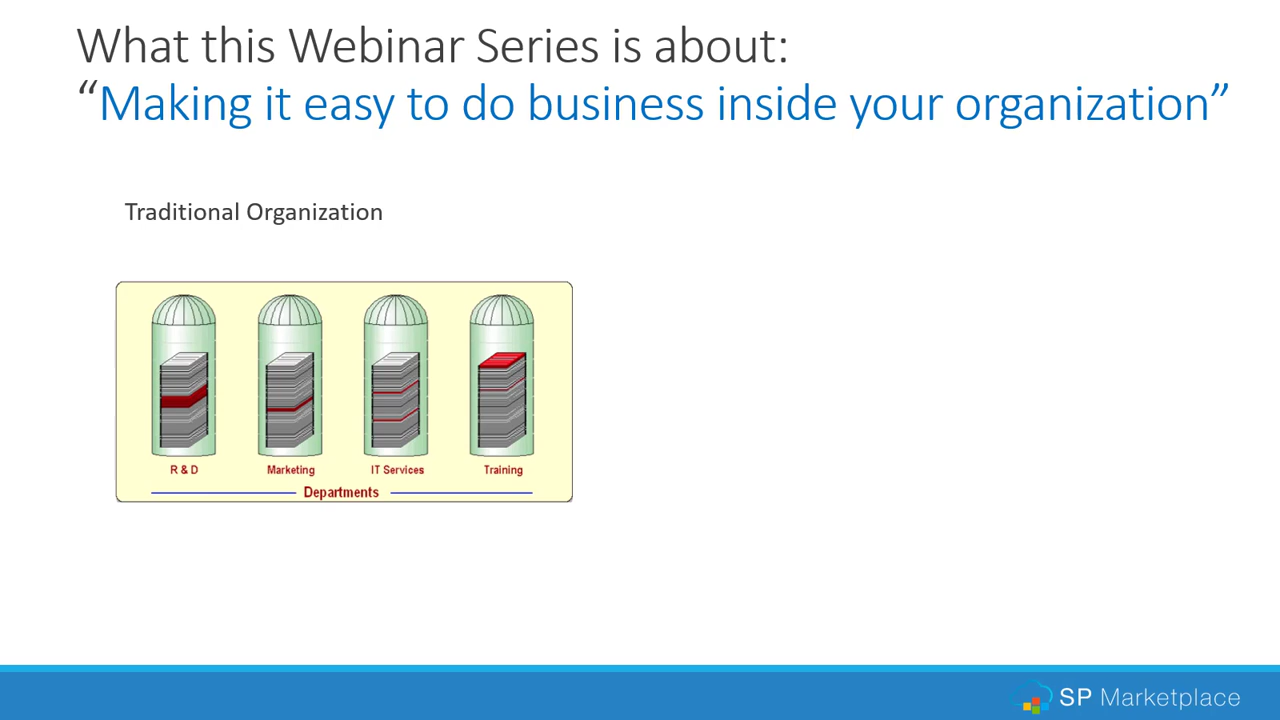 What this Webinar Series is about:
“Making it easy to do business inside your organization”
Traditional Organization
R & D
Marketing
IT Services
Training
Departments
SP Marketplace